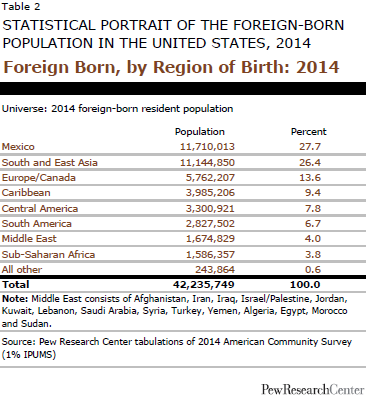 Table 2
STATISTICAL PORTRAIT OF THE FOREIGN-BORN
POPULATION IN THE UNITED STATES, 2014
Foreign Born, by Region of Birth: 2014
Universe: 2014 foreign-born resident population
Population Percent
Mexico 11,710,013 27.7
South and East Asia 11,144,850 26.4
Europe/Canada 5,762,207 13.6
Caribbean 3,985,206 9.4
Central America 3,300,921 7.8
South America 2,827,502 6.7
Middle East 1,674,829 4.0
Sub-Saharan Africa 1,586,357 3.8
All other 243,864 0.6
Total 42,235,749 100.0
Note: Middle East consists of Afghanistan, Iran, Iraq, Israel/Palestine, Jordan,
Kuwait, Lebanon, Saudi Arabia, Syria, Turkey, Yemen, Algeria, Egypt, Morocco
and Sudan.
Source: Pew Research Center tabulations of 2014 American Community Survey
(1% IPUMS)
PewResearchCenter